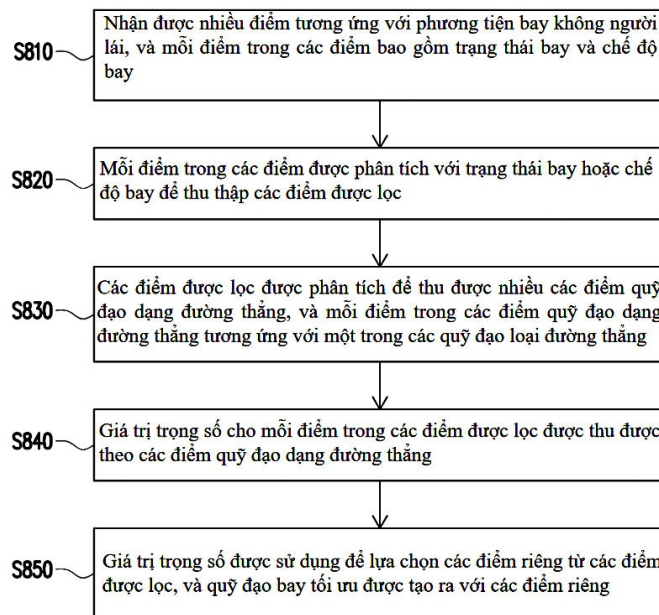 Nhận được nhiều điểm tương ứng với phương tiện bay không người
S810 lái, và mỗi điểm trong các điểm bao gồm trạng thái bay và chế độ
bay
Mỗi điểm trong các điểm được phân tích với trạng thái bay hoặc chế
S820 độ bay để thu thập các điểm được lọc
Các điểm được lọc được phân tích để thu được nhiều các điểm quỹ
S830 đạo dạng đường thẳng, và mỗi điểm trong các điểm quỹ đạo dạng
đường thẳng tương ứng với một trong các quỹ đạo loại đường thẳng
S840 Giá trị trọng số cho mỗi điểm trong các điểm được lọc được thu được
theo các điểm quỹ đạo dạng đường thẳng
S850 Giá trị trọng số được sử dụng để lựa chọn các điểm riêng từ các điểm
được lọc, và quỹ đạo bay tối ưu được tạo ra với các điểm riêng